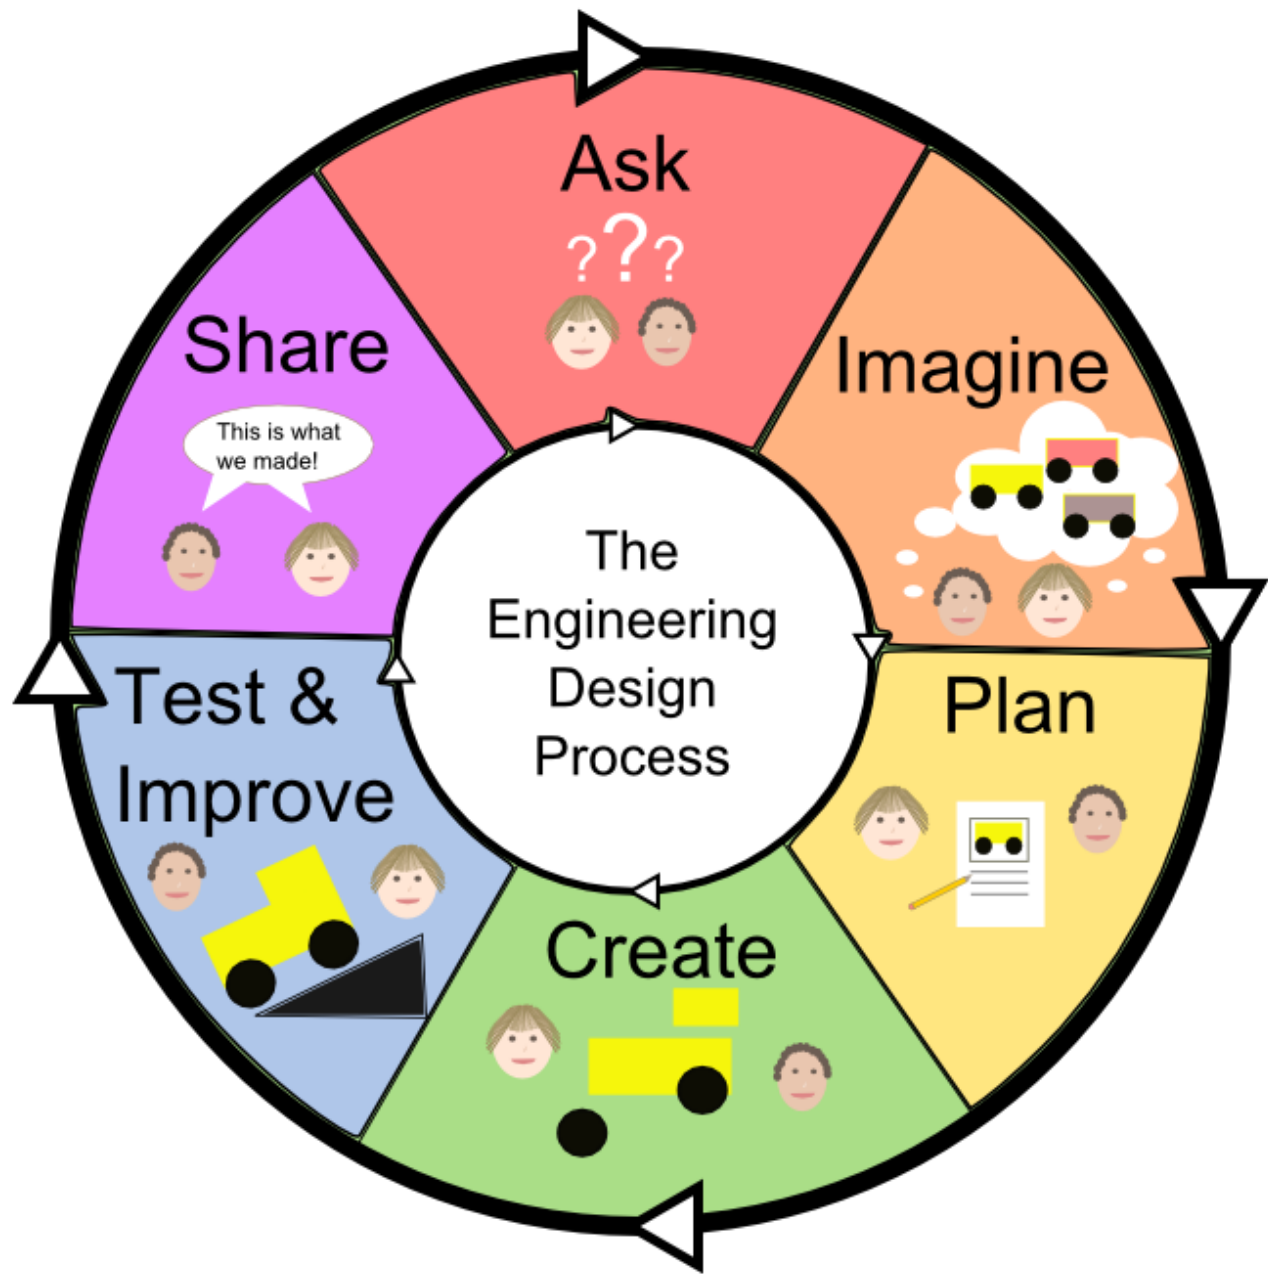 Ask
???
Imagine
Plan
Create
Test &
Improve
Share
This is what
we made!
The
Engineering
Design
Process